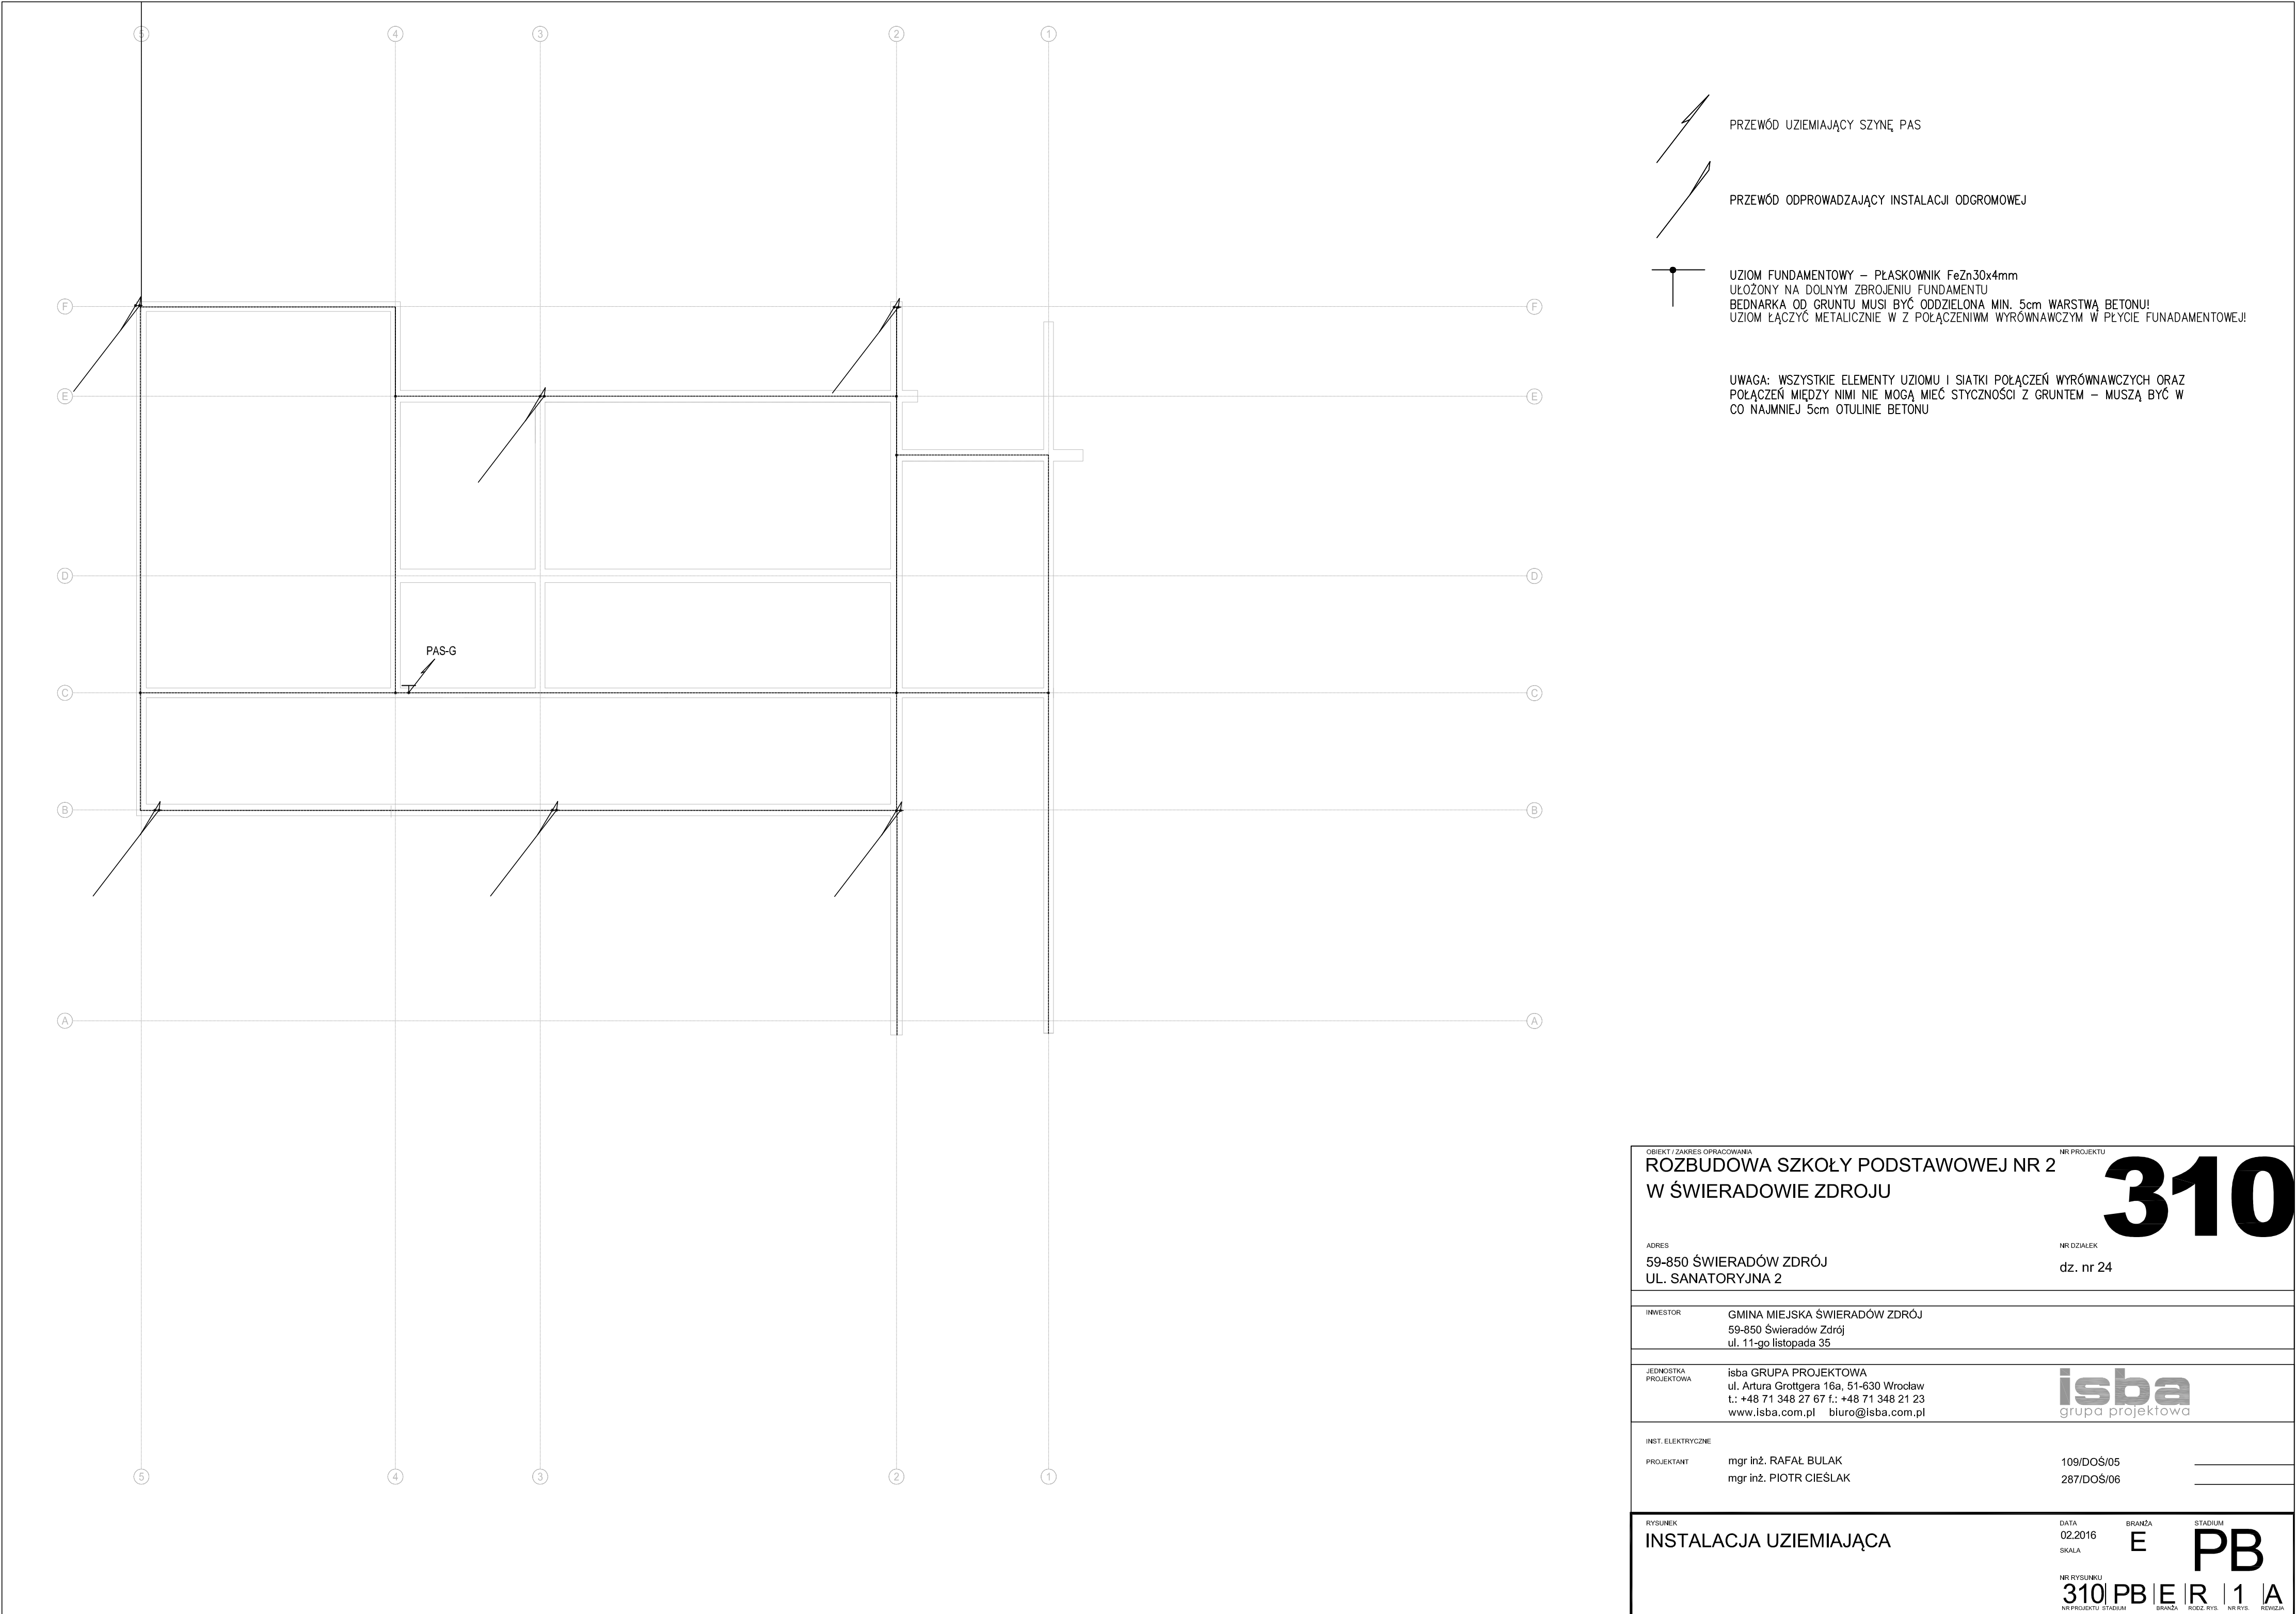 5
4
3
2
1
PRZEWÓD UZIEMIAJĄCY SZYNĘ PAS
PRZEWÓD ODPROWADZAJĄCY INSTALACJI ODGROMOWEJ
UZIOM FUNDAMENTOWY – PŁASKOWNIK FeZn30x4mm
UŁOŻONY NA DOLNYM ZBROJENIU FUNDAMENTU
BEDNARKA OD GRUNTU MUSI BYĆ ODDZIELONA MIN. 5cm WARSTWĄ BETONU!
UZIOM ŁĄCZYĆ METALICZNIE W Z POŁĄCZENIWM WYRÓWNAWCZYM W PŁYCIE FUNADAMENTOWEJ!
UWAGA: WSZYSTKIE ELEMENTY UZIOMU I SIATKI POŁĄCZEŃ WYRÓWNAWCZYCH ORAZ
POŁĄCZEŃ MIĘDZY NIMI NIE MOGĄ MIEĆ STYCZNOŚCI Z GRUNTEM – MUSZĄ BYĆ W
CO NAJMNIEJ 5cm OTULINIE BETONU
F
F
E
E
D
D
PAS-G
C
C
B
B
A
A
5
4
3
2
1
OBIEKT / ZAKRES OPRACOWANIA
ROZBUDOWA SZKOŁY PODSTAWOWEJ NR 2
W ŚWIERADOWIE ZDROJU
NR PROJEKTU
310
ADRES
59-850 ŚWIERADÓW ZDRÓJ
UL. SANATORYJNA 2
NR DZIAŁEK
dz. nr 24
INWESTOR
GMINA MIEJSKA ŚWIERADÓW ZDRÓJ
59-850 Świeradów Zdrój
ul. 11-go listopada 35
JEDNOSTKA
PROJEKTOWA
isba GRUPA PROJEKTOWA
ul. Artura Grottgera 16a, 51-630 Wrocław
t.: +48 71 348 27 67 f.: +48 71 348 21 23
www.isba.com.pl biuro@isba.com.pl
isba
grupa projektowa
INST. ELEKTRYCZNE
PROJEKTANT
mgr inż. RAFAŁ BULAK 109/DOŚ/05
mgr inż. PIOTR CIEŚLAK 287/DOŚ/06
RYSUNEK
INSTALACJA UZIEMIAJĄCA
DATA
02.2016
SKALA
BRANŻA
E
STADIUM
PB
NR RYSUNKU
310 PB E R 1 A
NR PROJEKTU STADIUM BRANŻA RODZ. RYS. NR RYS. REWIZJA